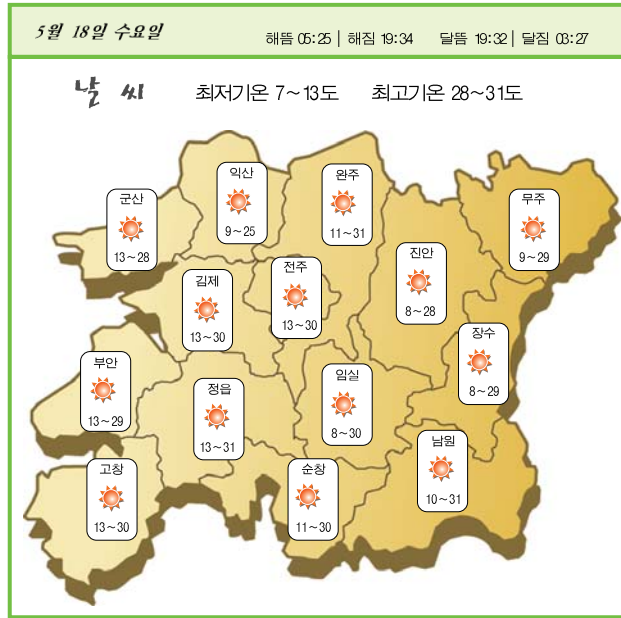 5월 18일 수요일
해뜸 05:25 | 해짐 19:34 달뜸 19:32 | 달짐 03:27
날 씨 최저기온 7~13도 최고기온 28~31도
익산
9~25
완주
11~31
군산
13~28
무주
9~29
진안
8~28
전주
13~30
김제
13~30
장수
8~29
부안
13~29
임실
8~30
정읍
13~31
남원
10~31
고창
13~30
순창
11~30